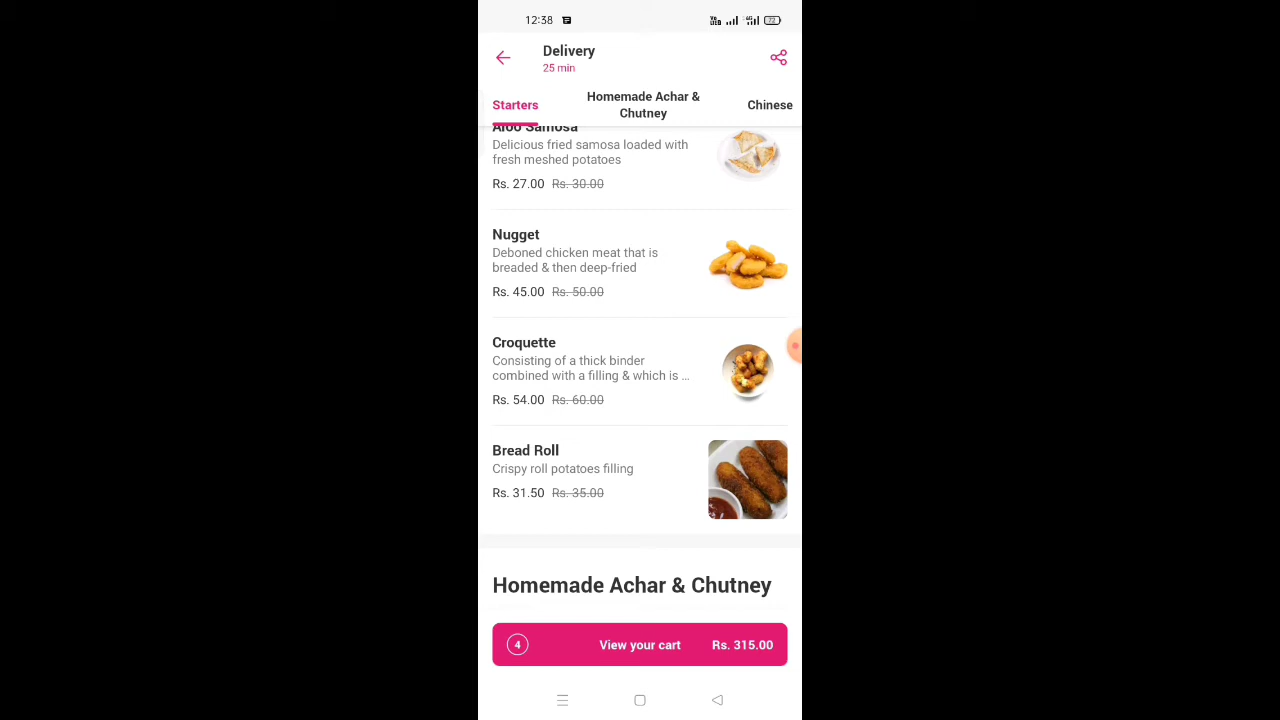 12:38
72
Delivery
25 min
Starters
Homemade Achar &
Chutney
Chinese
Aloo Samosa
Delicious fried samosa loaded with
fresh meshed potatoes
Rs. 27.00 Rs. 30.00
Nugget
Deboned chicken meat that is
breaded & then deep-fried
Rs. 45.00 Rs. 50.00
Croquette
Consisting of a thick binder
combined with a filling & which is ...
Rs. 54.00 Rs. 60.00
Bread Roll
Crispy roll potatoes filling
Rs. 31.50 Rs. 35.00
Homemade Achar & Chutney
4 View your cart Rs. 315.00